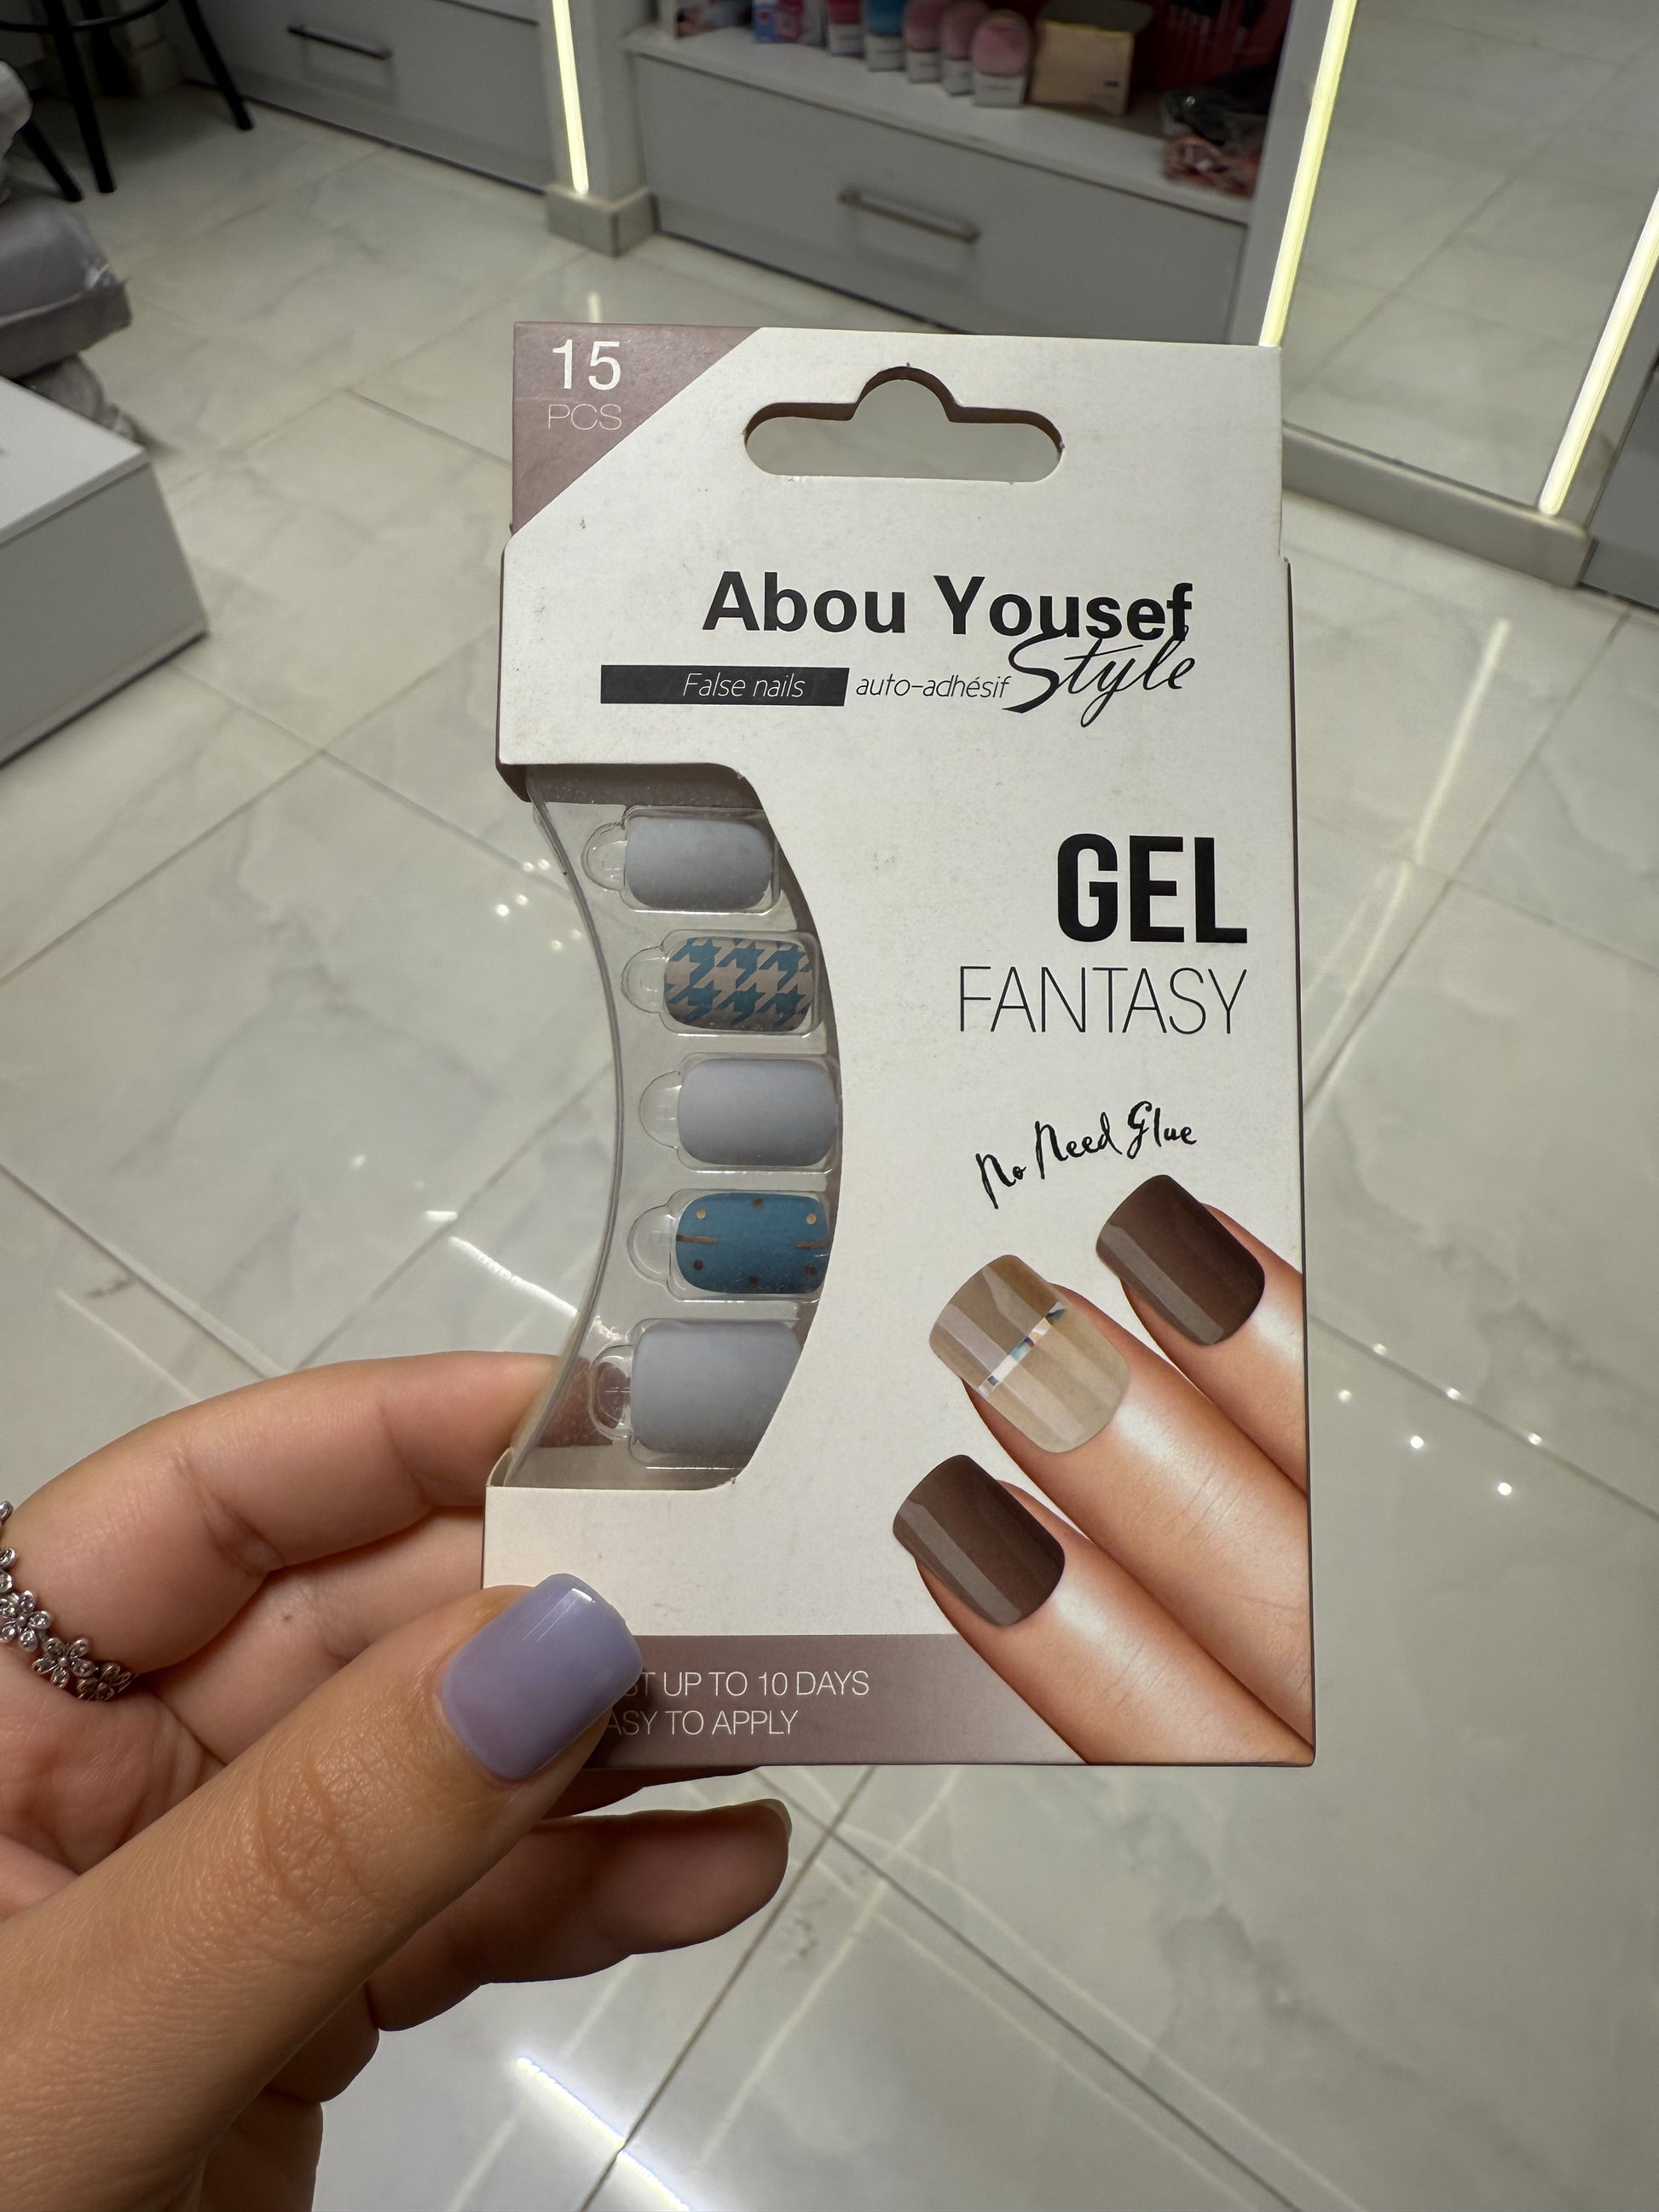 15
PCS
Abou Yousef
Style
False nails auto-adhésif
GEL
FANTASY
No Need Glue
UP TO 10 DAYS
TO APPLY